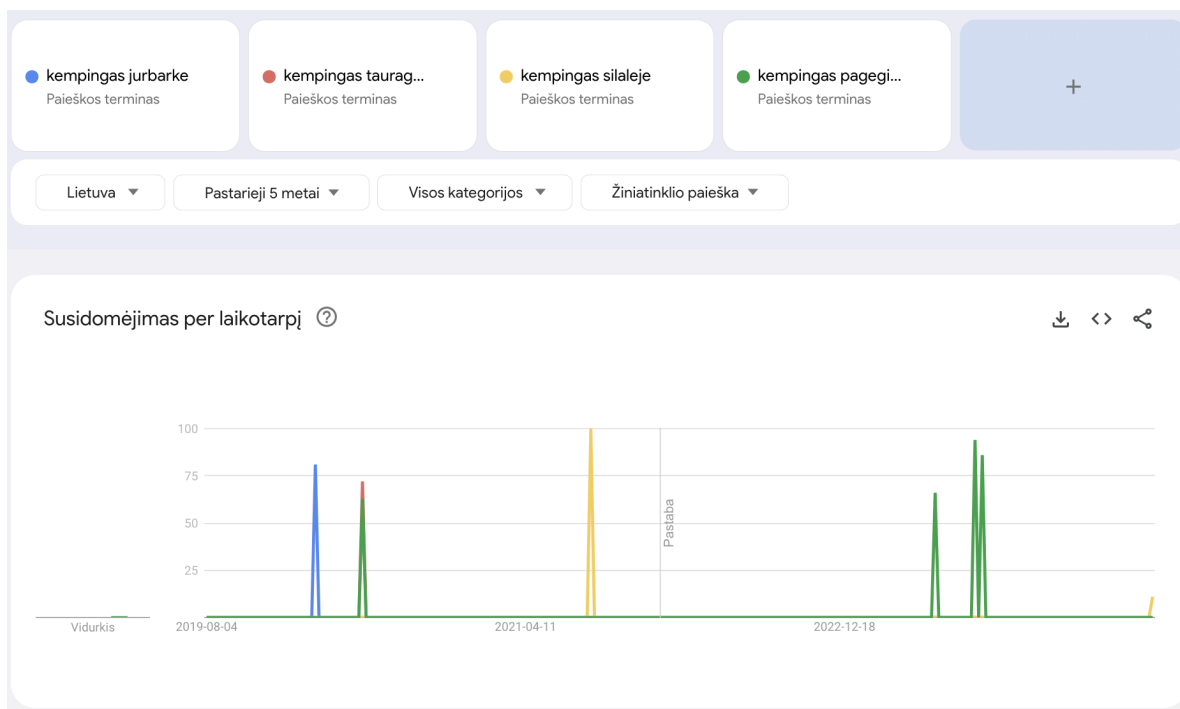 kempingas jurbarke
Paieškos terminas
kempingas taurag...
Paieškos terminas
kempingas silaleje
Paieškos terminas
kempingas pagegi...
Paieškos terminas
+
Lietuva
Pastarieji 5 metai
Visos kategorijos
Žiniatinklio paieška
Susidomėjimas per laikotarpį
?
100
75
50
25
Pastaba
Vidurkis
2019-08-04
2021-04-11
2022-12-18